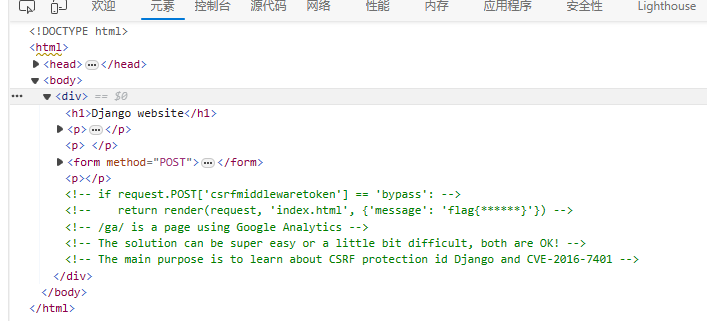 欢迎 元素 控制台 源代码 网络 性能 内存 应用程序 安全性 Lighthouse
<!DOCTYPE html>
<html>
▶<head>⋯</head>
▼<body>
⋯ ▼<div> == $0
<h1>Django website</h1>
▶<p>⋯</p>
<p> </p>
▶<form method="POST">⋯</form>
<p></p>
<!-- if request.POST['csrfmiddlewaretoken'] == 'bypass': -->
<!--   return render(request, 'index.html', {'message': 'flag{******}'}) -->
<!-- /ga/ is a page using Google Analytics -->
<!-- The solution can be super easy or a little bit difficult, both are OK! -->
<!-- The main purpose is to learn about CSRF protection id Django and CVE-2016-7401 -->
</div>
</body>
</html>